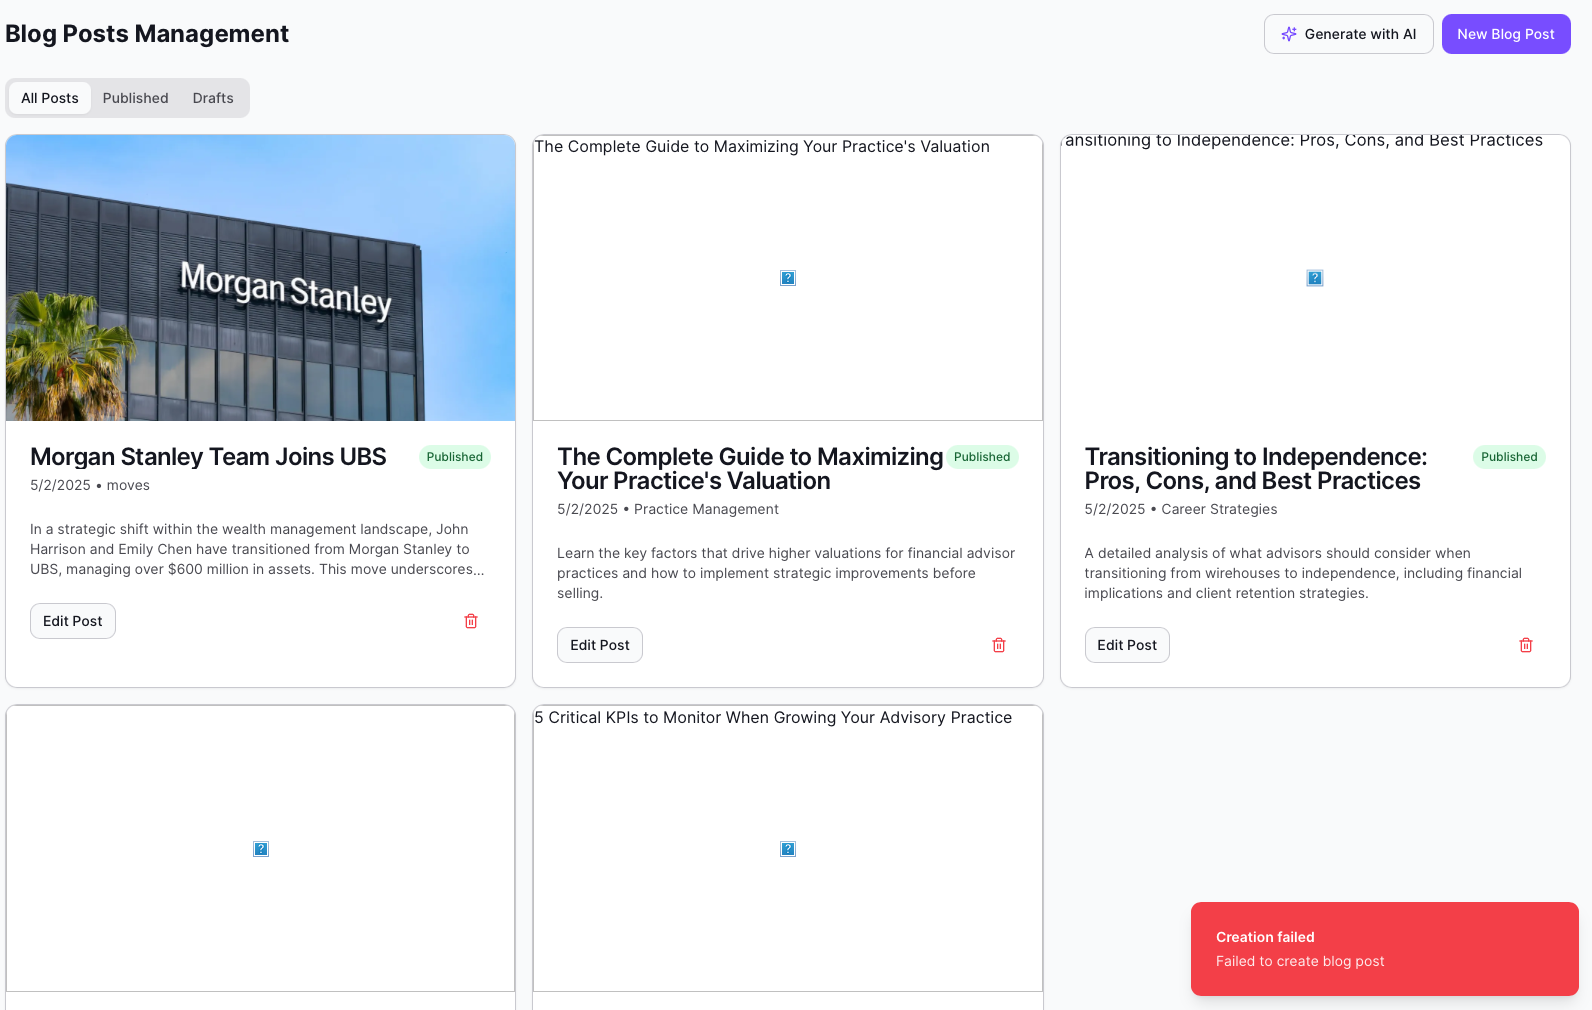 Blog Posts Management
Generate with AI
New Blog Post
All Posts
Published
Drafts
Morgan Stanley
The Complete Guide to Maximizing Your Practice's Valuation
ansitioning to Independence: Pros, Cons, and Best Practices
Morgan Stanley Team Joins UBS
Published
5/2/2025 • moves
In a strategic shift within the wealth management landscape, John
Harrison and Emily Chen have transitioned from Morgan Stanley to
UBS, managing over $600 million in assets. This move underscores...
Edit Post
The Complete Guide to Maximizing
Your Practice's Valuation
Published
5/2/2025 • Practice Management
Learn the key factors that drive higher valuations for financial advisor
practices and how to implement strategic improvements before
selling.
Edit Post
Transitioning to Independence:
Pros, Cons, and Best Practices
Published
5/2/2025 • Career Strategies
A detailed analysis of what advisors should consider when
transitioning from wirehouses to independence, including financial
implications and client retention strategies.
Edit Post
5 Critical KPIs to Monitor When Growing Your Advisory Practice
Creation failed
Failed to create blog post